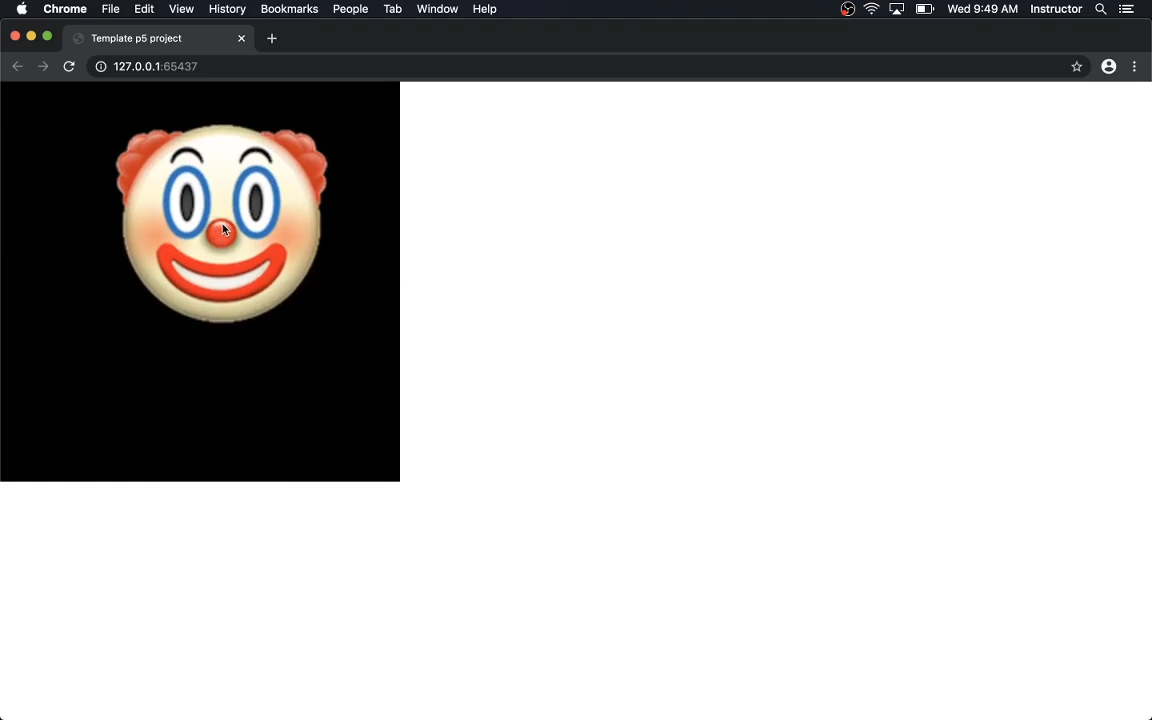 Chrome File Edit View History Bookmarks People Tab Window Help Wed 9:49 AM Instructor
Template p5 project
127.0.0.1:65437